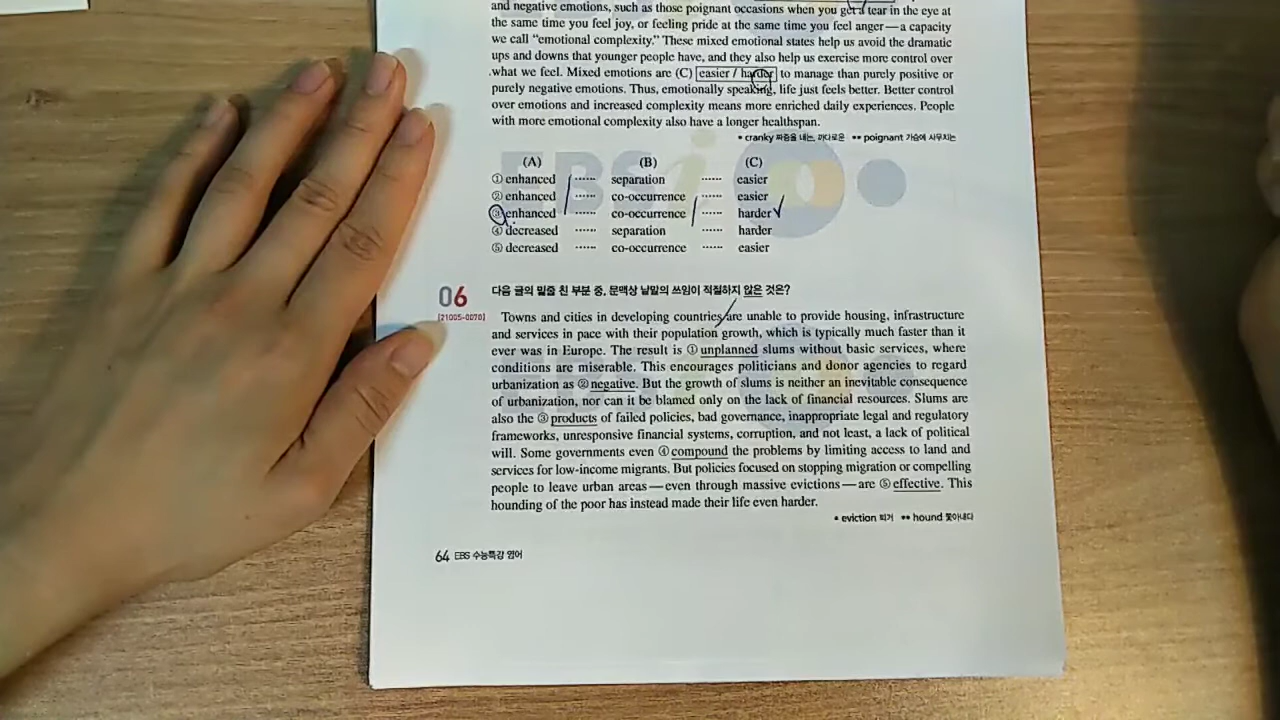 and negative emotions, such as those poignant occasions when you get a tear in the eye at
the same time you feel joy, or feeling pride at the same time you feel anger—a capacity
we call “emotional complexity.” These mixed emotional states help us avoid the dramatic
ups and downs that younger people have, and they also help us exercise more control over
what we feel. Mixed emotions are (C) easier / harder to manage than purely positive or
purely negative emotions. Thus, emotionally speaking, life just feels better. Better control
over emotions and increased complexity means more enriched daily experiences. People
with more emotional complexity also have a longer healthspan.
* cranky 짜증을 내는, 까다로운 ** poignant 가슴에 사무치는
(A) (B) (C)
① enhanced ······ separation ······ easier
② enhanced ······ co-occurrence ······ easier
③ enhanced ······ co-occurrence ······ harder
④ decreased ······ separation ······ harder
⑤ decreased ······ co-occurrence ······ easier
06 다음 글의 밑줄 친 부분 중, 문맥상 낱말의 쓰임이 적절하지 않은 것은?
[21005-0070] Towns and cities in developing countries are unable to provide housing, infrastructure
and services in pace with their population growth, which is typically much faster than it
ever was in Europe. The result is ① unplanned slums without basic services, where
conditions are miserable. This encourages politicians and donor agencies to regard
urbanization as ② negative. But the growth of slums is neither an inevitable consequence
of urbanization, nor can it be blamed only on the lack of financial resources. Slums are
also the ③ products of failed policies, bad governance, inappropriate legal and regulatory
frameworks, unresponsive financial systems, corruption, and not least, a lack of political
will. Some governments even ④ compound the problems by limiting access to land and
services for low-income migrants. But policies focused on stopping migration or compelling
people to leave urban areas—even through massive evictions—are ⑤ effective. This
hounding of the poor has instead made their life even harder.
* eviction 퇴거 ** hound 쫓아내다
64 EBS 수능특강 영어
EBSi